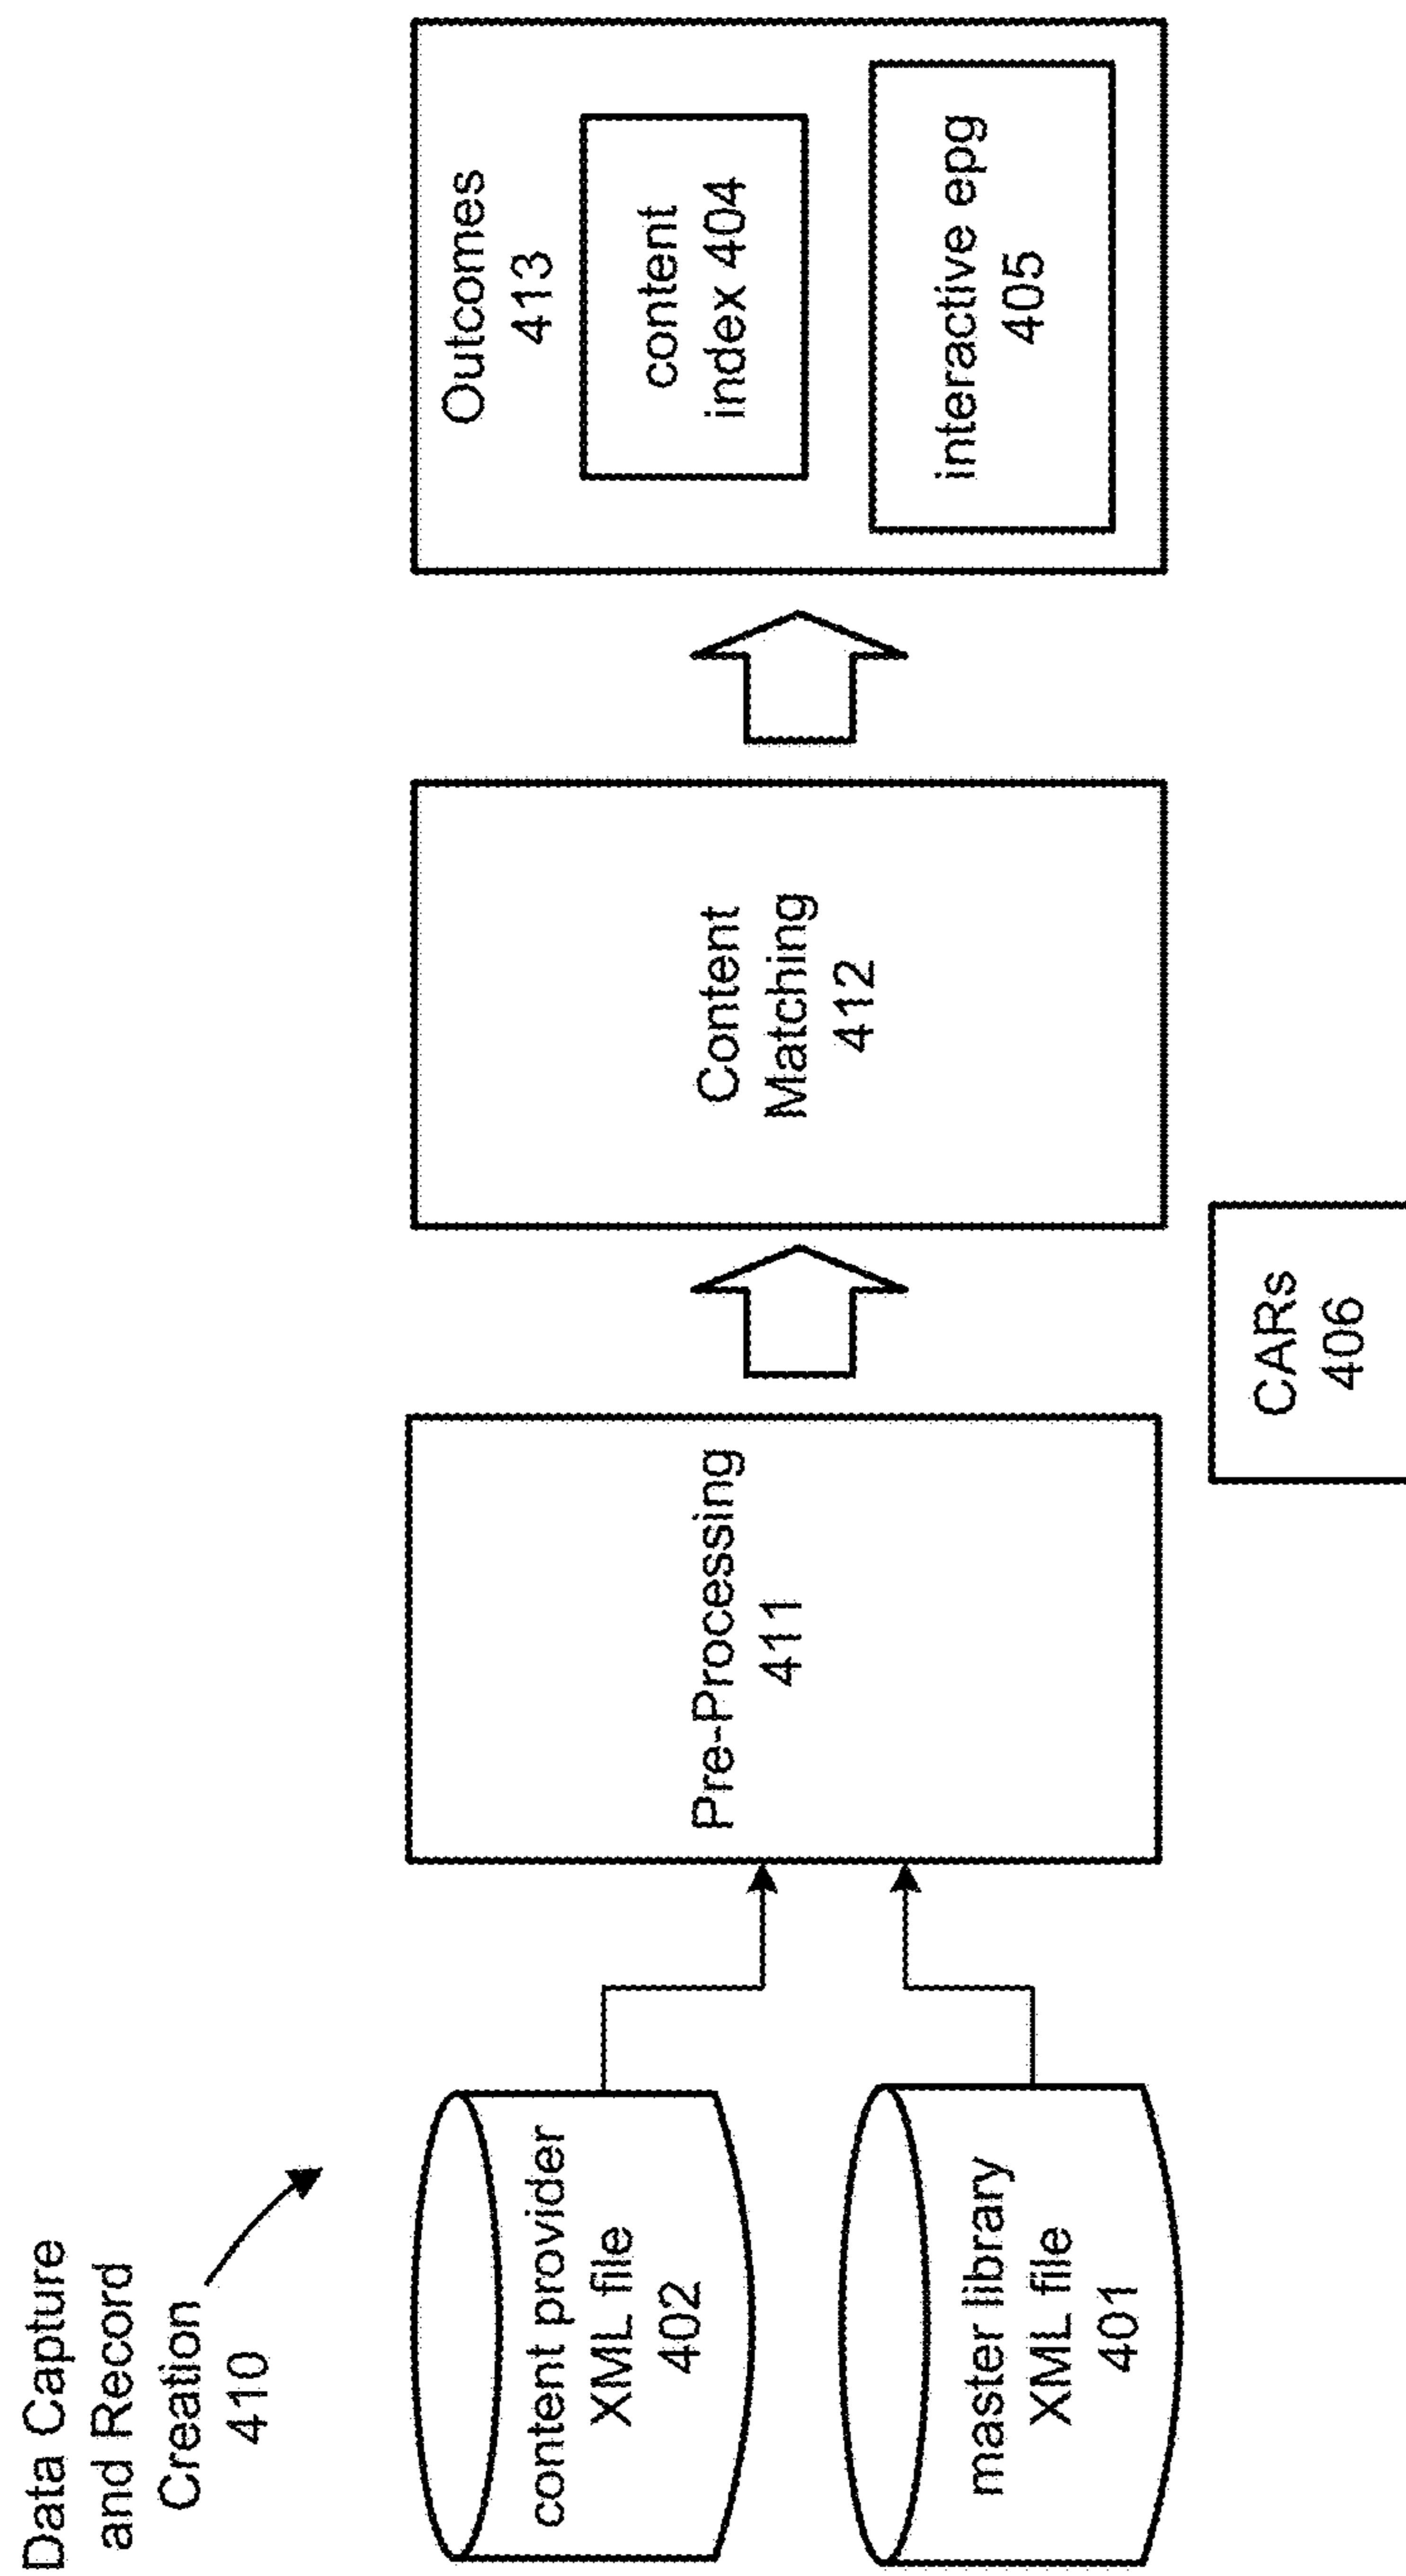 Data Capture
and Record
Creation
410
content provider
XML file
402
master library
XML file
401
Pre-Processing
411
CARs
406
Content
Matching
412
Outcomes
413
content
index 404
interactive epg
405